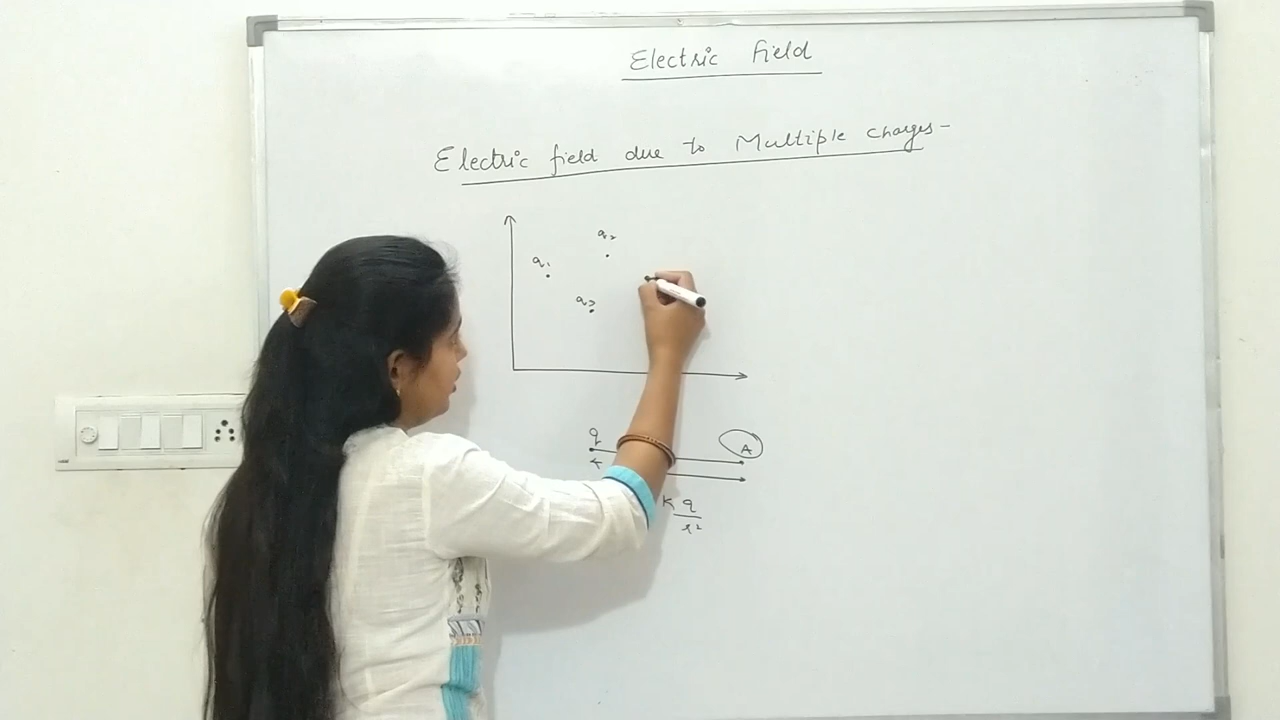 Electric field
Electric field due to Multiple charges-
q₂
q₁
q₃
q
A
K q
r²